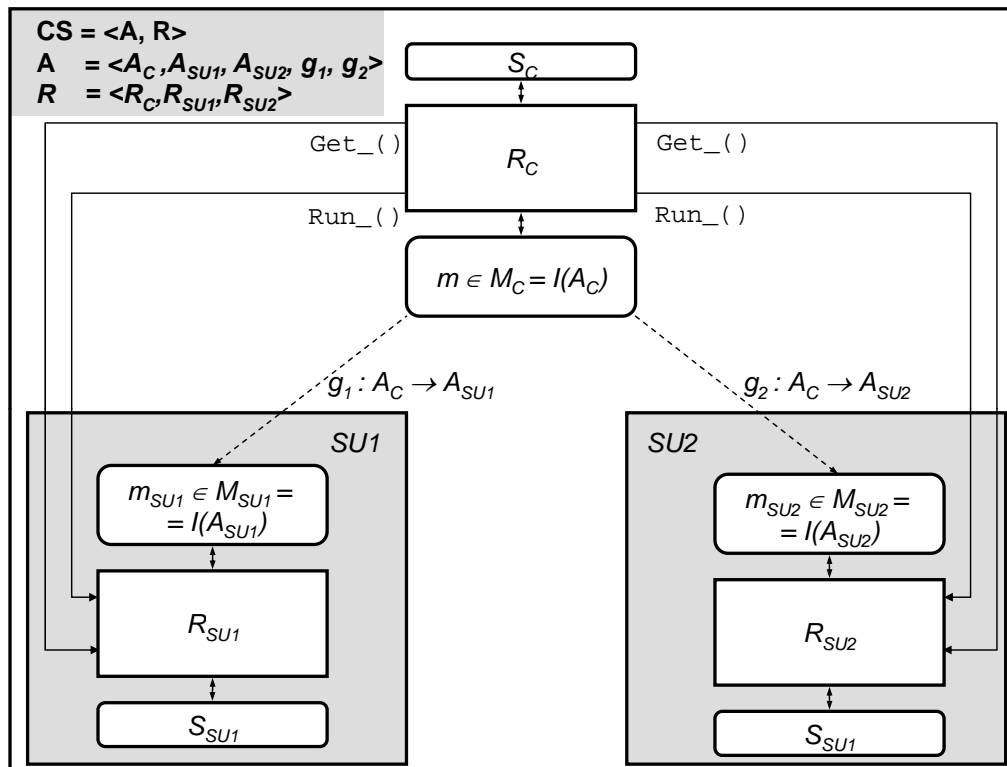 CS = <A, R>
A = <A_C ,A_SU1, A_SU2, g_1, g_2>
R = <R_C,R_SU1,R_SU2>
S_C
Get_()
R_C
Get_()
Run_()
Run_()
m ∈ M_C = I(A_C)
g_1 : A_C → A_SU1
g_2 : A_C → A_SU2
SU1
m_SU1 ∈ M_SU1 =
= I(A_SU1)
R_SU1
S_SU1
SU2
m_SU2 ∈ M_SU2 =
= I(A_SU2)
R_SU2
S_SU1